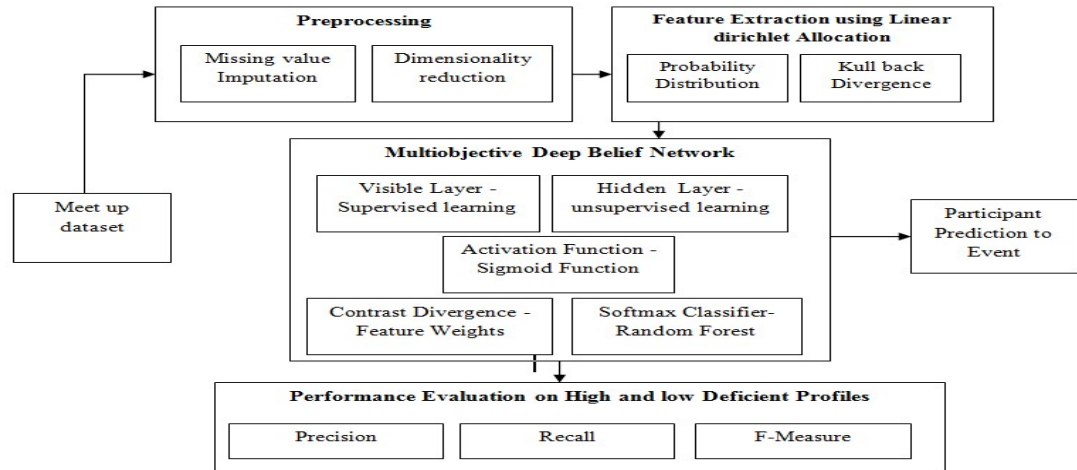 Preprocessing
Missing value
Imputation
Dimensionality
reduction
Feature Extraction using Linear
dirichlet Allocation
Probability
Distribution
Kull back
Divergence
Multiobjective Deep Belief Network
Visible Layer -
Supervised learning
Hidden Layer -
unsupervised learning
Meet up
dataset
Activation Function -
Sigmoid Function
Participant
Prediction to
Event
Contrast Divergence -
Feature Weights
Softmax Classifier-
Random Forest
Performance Evaluation on High and low Deficient Profiles
Precision
Recall
F-Measure